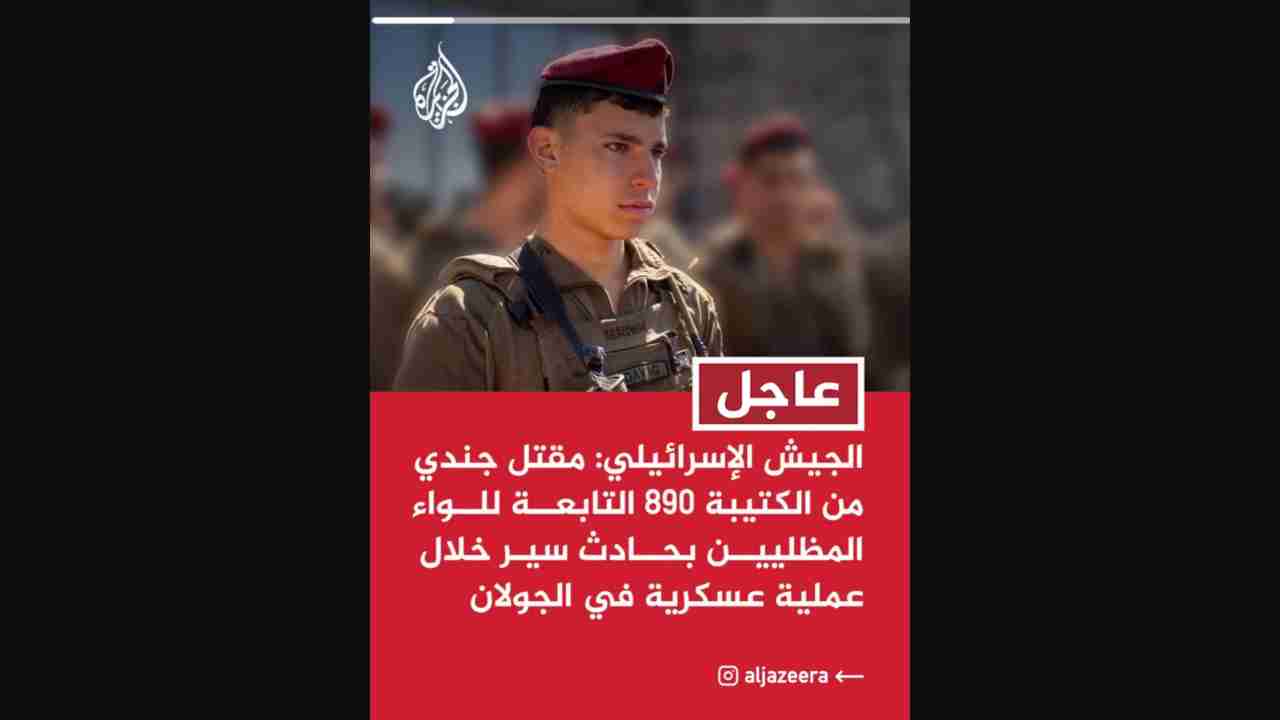 الجزيرة
عاجل
الجيش الإسرائيلي: مقتل جندي
من الكتيبة 890 التابعة للواء
المظليين بحادث سير خلال
عملية عسكرية في الجولان
aljazeera